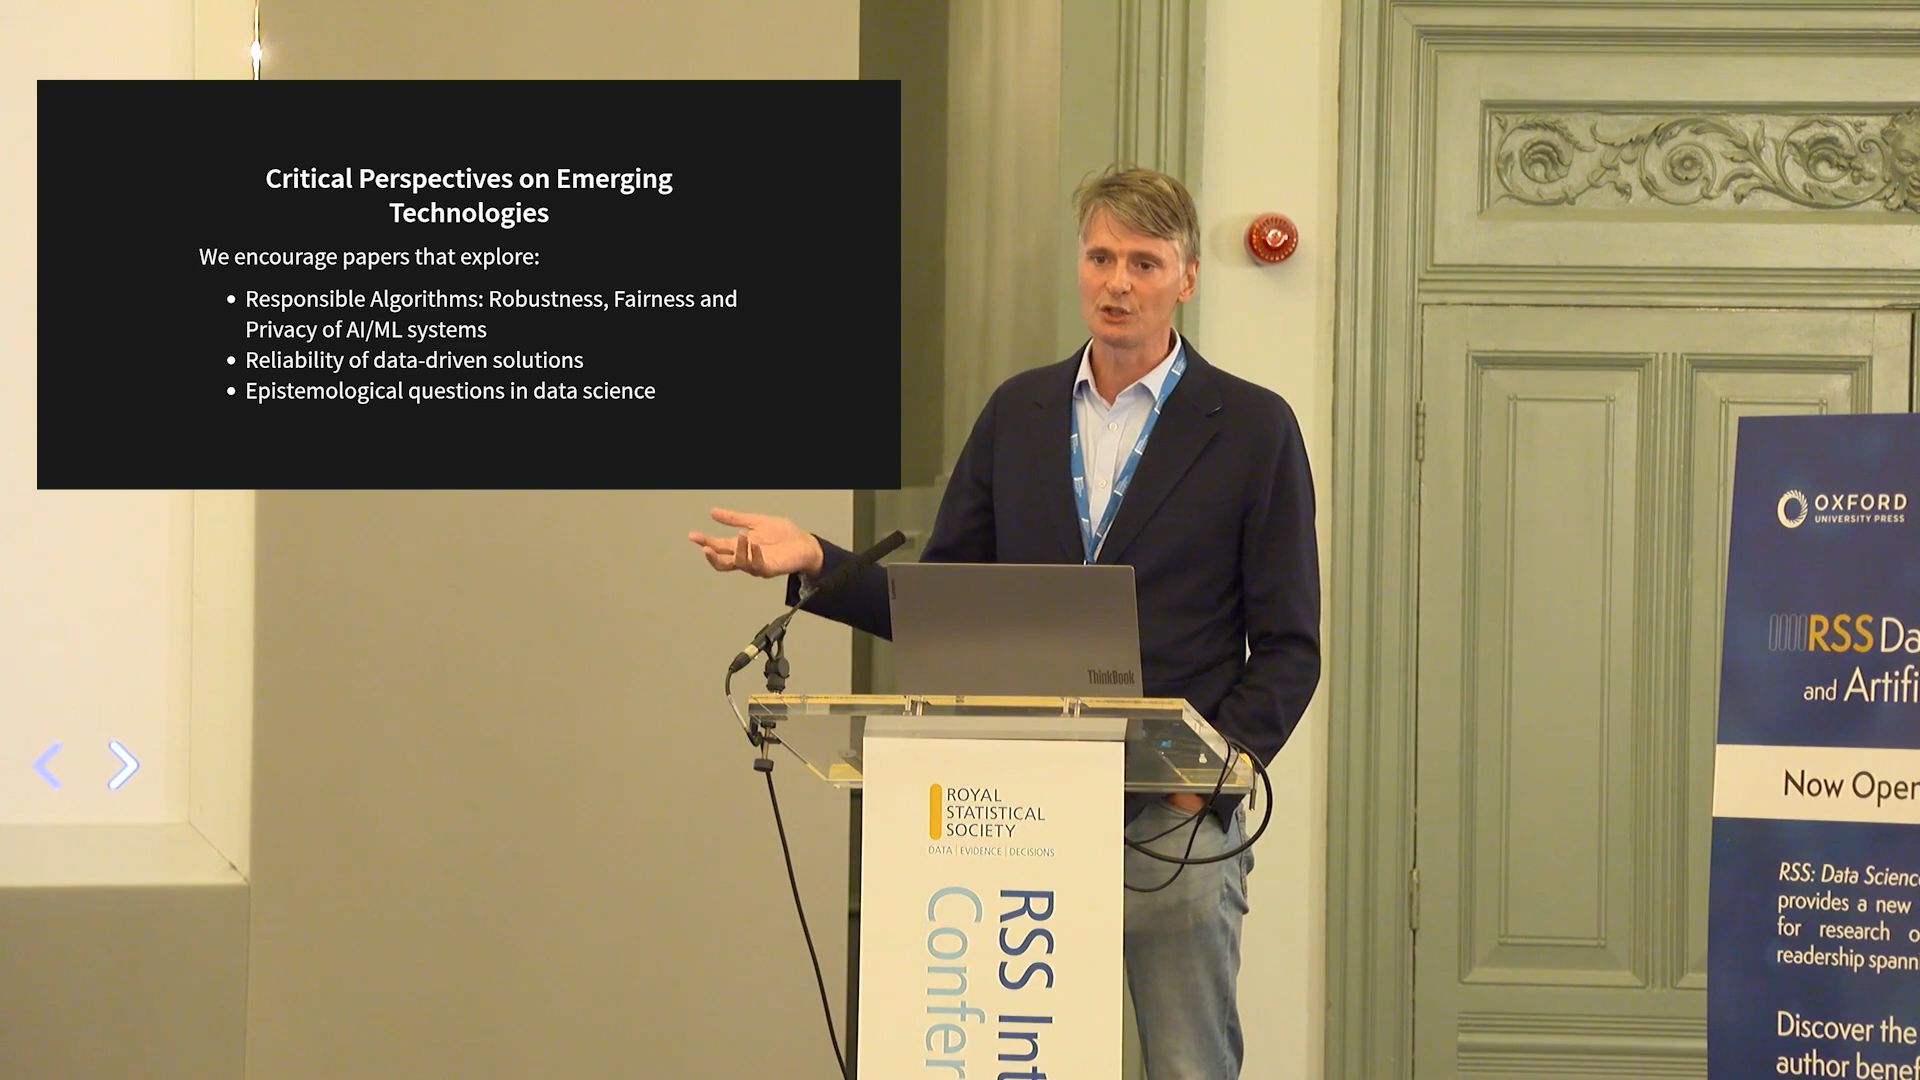 Critical Perspectives on Emerging
Technologies
We encourage papers that explore:
• Responsible Algorithms: Robustness, Fairness and
Privacy of AI/ML systems
• Reliability of data-driven solutions
• Epistemological questions in data science
ThinkBook
ROYAL
STATISTICAL
SOCIETY
DATA | EVIDENCE | DECISIONS
RSS Int
Confer
OXFORD
UNIVERSITY PRESS
RSS Da
and Artifi
Now Oper
RSS: Data Science
provides a new
for research o
readership spann
Discover the
author benef